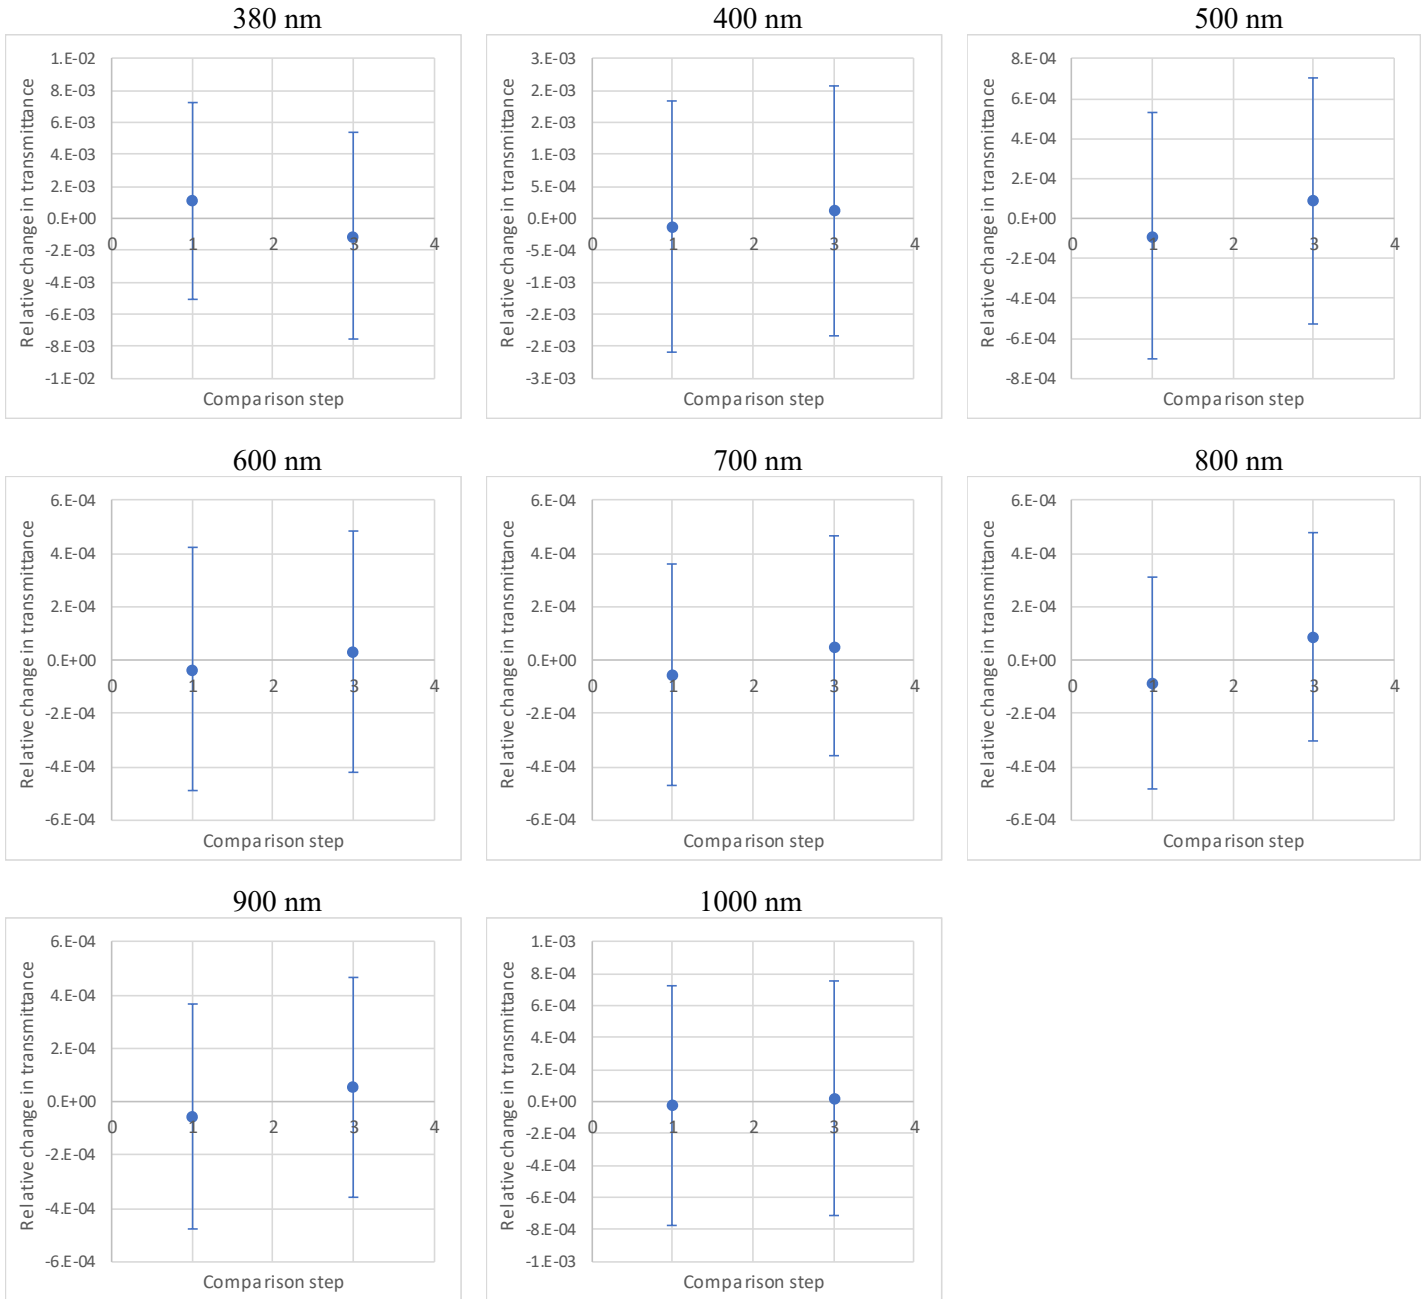 380 nm
Relative change in transmittance
1.E-02
8.E-03
6.E-03
4.E-03
2.E-03
0.E+00
-2.E-03
-4.E-03
-6.E-03
-8.E-03
-1.E-02
0 1 2 3 4
Comparison step
400 nm
Relative change in transmittance
3.E-03
2.E-03
2.E-03
1.E-03
5.E-04
0.E+00
-5.E-04
-1.E-03
-2.E-03
-2.E-03
-3.E-03
0 1 2 3 4
Comparison step
500 nm
Relative change in transmittance
8.E-04
6.E-04
4.E-04
2.E-04
0.E+00
-2.E-04
-4.E-04
-6.E-04
-8.E-04
0 1 2 3 4
Comparison step
600 nm
Relative change in transmittance
6.E-04
4.E-04
2.E-04
0.E+00
-2.E-04
-4.E-04
-6.E-04
0 1 2 3 4
Comparison step
700 nm
Relative change in transmittance
6.E-04
4.E-04
2.E-04
0.E+00
-2.E-04
-4.E-04
-6.E-04
0 1 2 3 4
Comparison step
800 nm
Relative change in transmittance
6.E-04
4.E-04
2.E-04
0.E+00
-2.E-04
-4.E-04
-6.E-04
0 1 2 3 4
Comparison step
900 nm
Relative change in transmittance
6.E-04
4.E-04
2.E-04
0.E+00
-2.E-04
-4.E-04
-6.E-04
0 1 2 3 4
Comparison step
1000 nm
Relative change in transmittance
1.E-03
8.E-04
6.E-04
4.E-04
2.E-04
0.E+00
-2.E-04
-4.E-04
-6.E-04
-8.E-04
-1.E-03
0 1 2 3 4
Comparison step